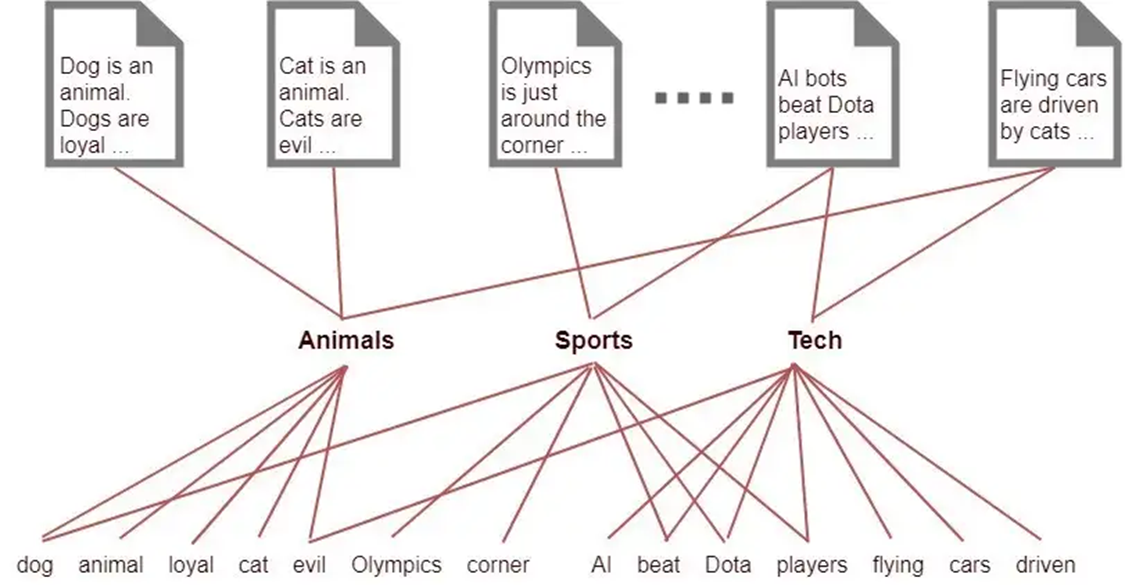 Dog is an
animal.
Dogs are
loyal ...
Cat is an
animal.
Cats are
evil ...
Olympics
is just
around the
corner ...
AI bots
beat Dota
players ...
Flying cars
are driven
by cats ...
Animals
Sports
Tech
dog animal loyal cat evil Olympics corner AI beat Dota players flying cars driven